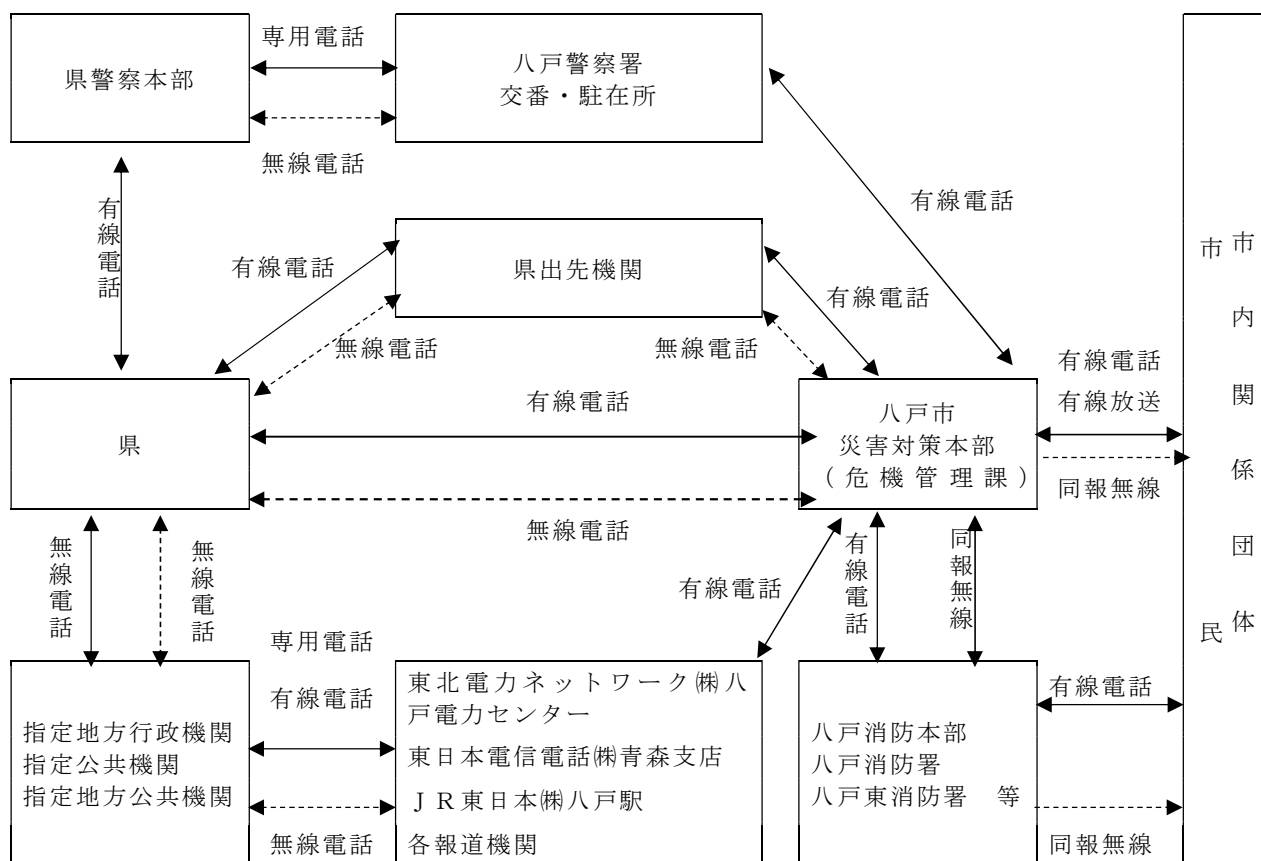 専用電話
県警察本部
八戸警察署
交番・駐在所
無線電話
有線電話
有線電話
有線電話
県出先機関
有線電話
無線電話
無線電話
県
有線電話
無線電話
八戸市
災害対策本部
(危機管理課)
有線電話
有線放送
同報無線
市内関係団体
市民
無線電話
無線電話
有線電話
有線電話
同報無線
専用電話
有線電話
無線電話
指定地方行政機関
指定公共機関
指定地方公共機関
東北電力ネットワーク㈱八
戸電力センター
東日本電信電話㈱青森支店
JR東日本㈱八戸駅
各報道機関
八戸消防本部
八戸消防署
八戸東消防署　等
有線電話
同報無線